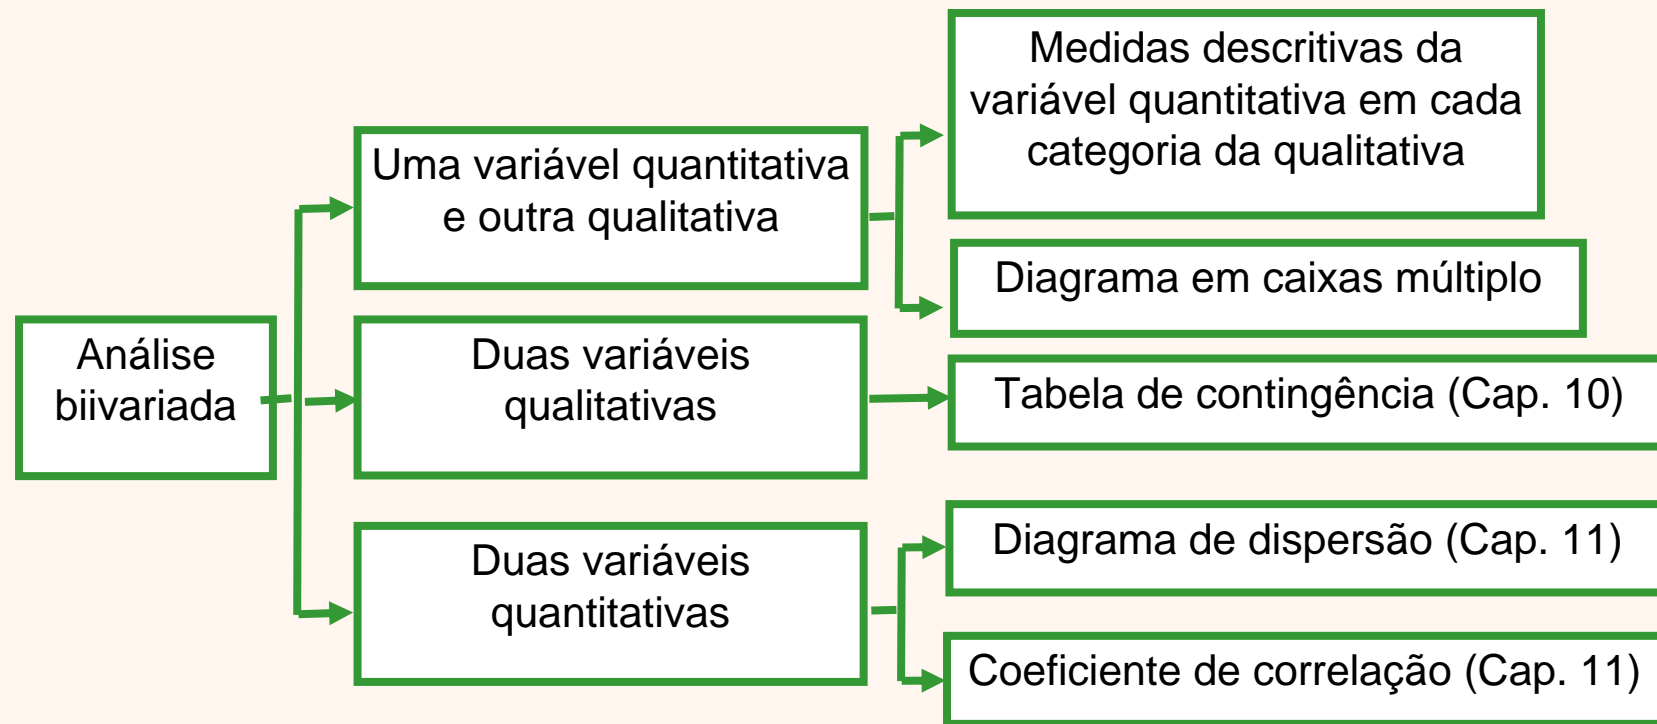 Análise
biivariada
Uma variável quantitativa
e outra qualitativa
Medidas descritivas da
variável quantitativa em cada
categoria da qualitativa
Diagrama em caixas múltiplo
Duas variáveis
qualitativas
Tabela de contingência (Cap. 10)
Duas variáveis
quantitativas
Diagrama de dispersão (Cap. 11)
Coeficiente de correlação (Cap. 11)